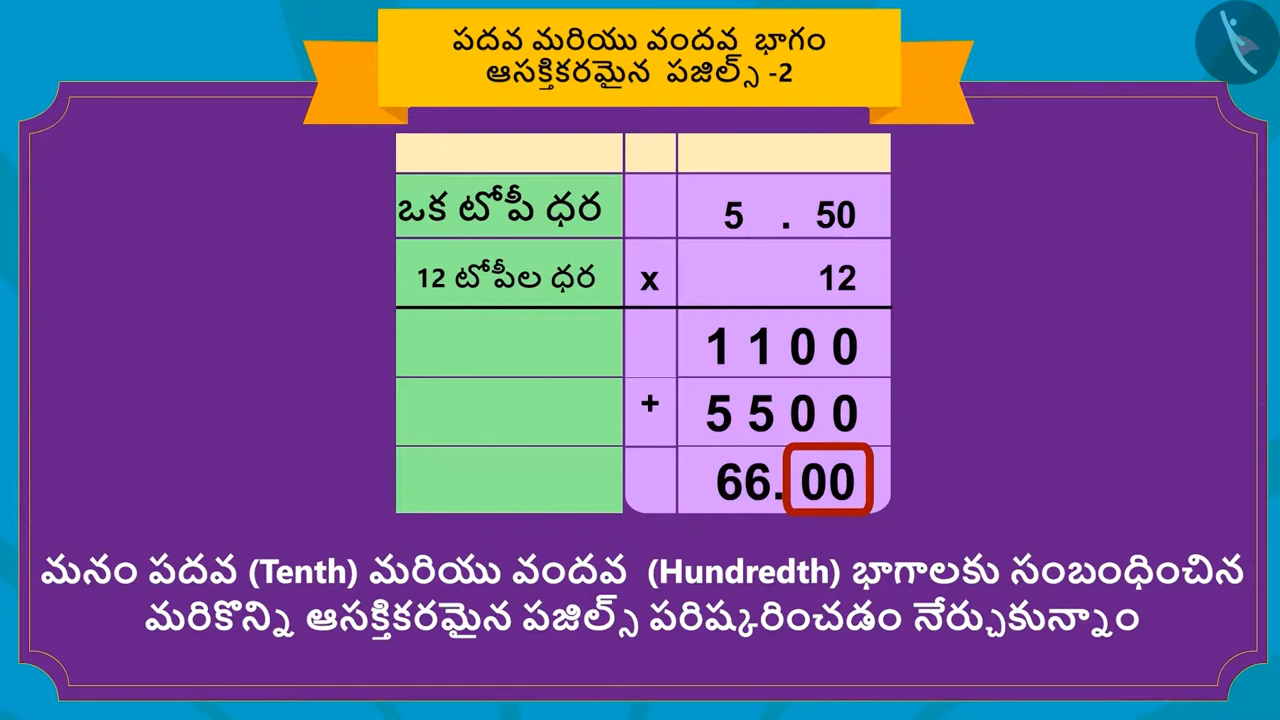 పదవ మరియు వందవ భాగం
ఆసక్తికరమైన పజిల్స్ -2
ఒక టోపీ ధర 5 . 50
12 టోపీల ధర x 12
1 1 0 0
+ 5 5 0 0
66.00
మనం పదవ (Tenth) మరియు వందవ (Hundredth) భాగాలకు సంబంధించిన
మరికొన్ని ఆసక్తికరమైన పజిల్స్ పరిష్కరించడం నేర్చుకున్నాం